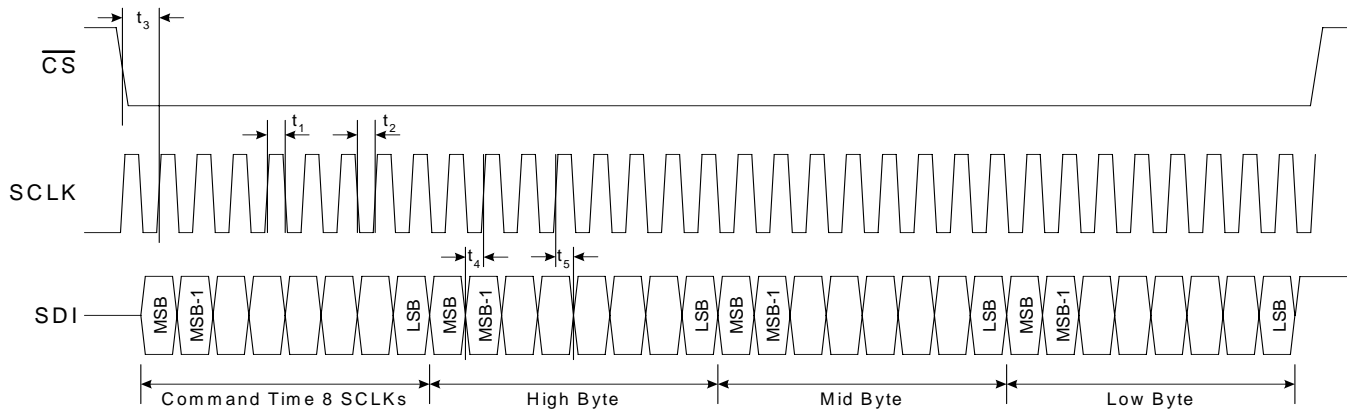 t3
CS
t1
t2
SCLK
t4
t5
SDI
MSB
MSB-1
LSB
MSB
MSB-1
LSB
MSB
MSB-1
LSB
MSB
MSB-1
LSB
Command Time 8 SCLKs
High Byte
Mid Byte
Low Byte